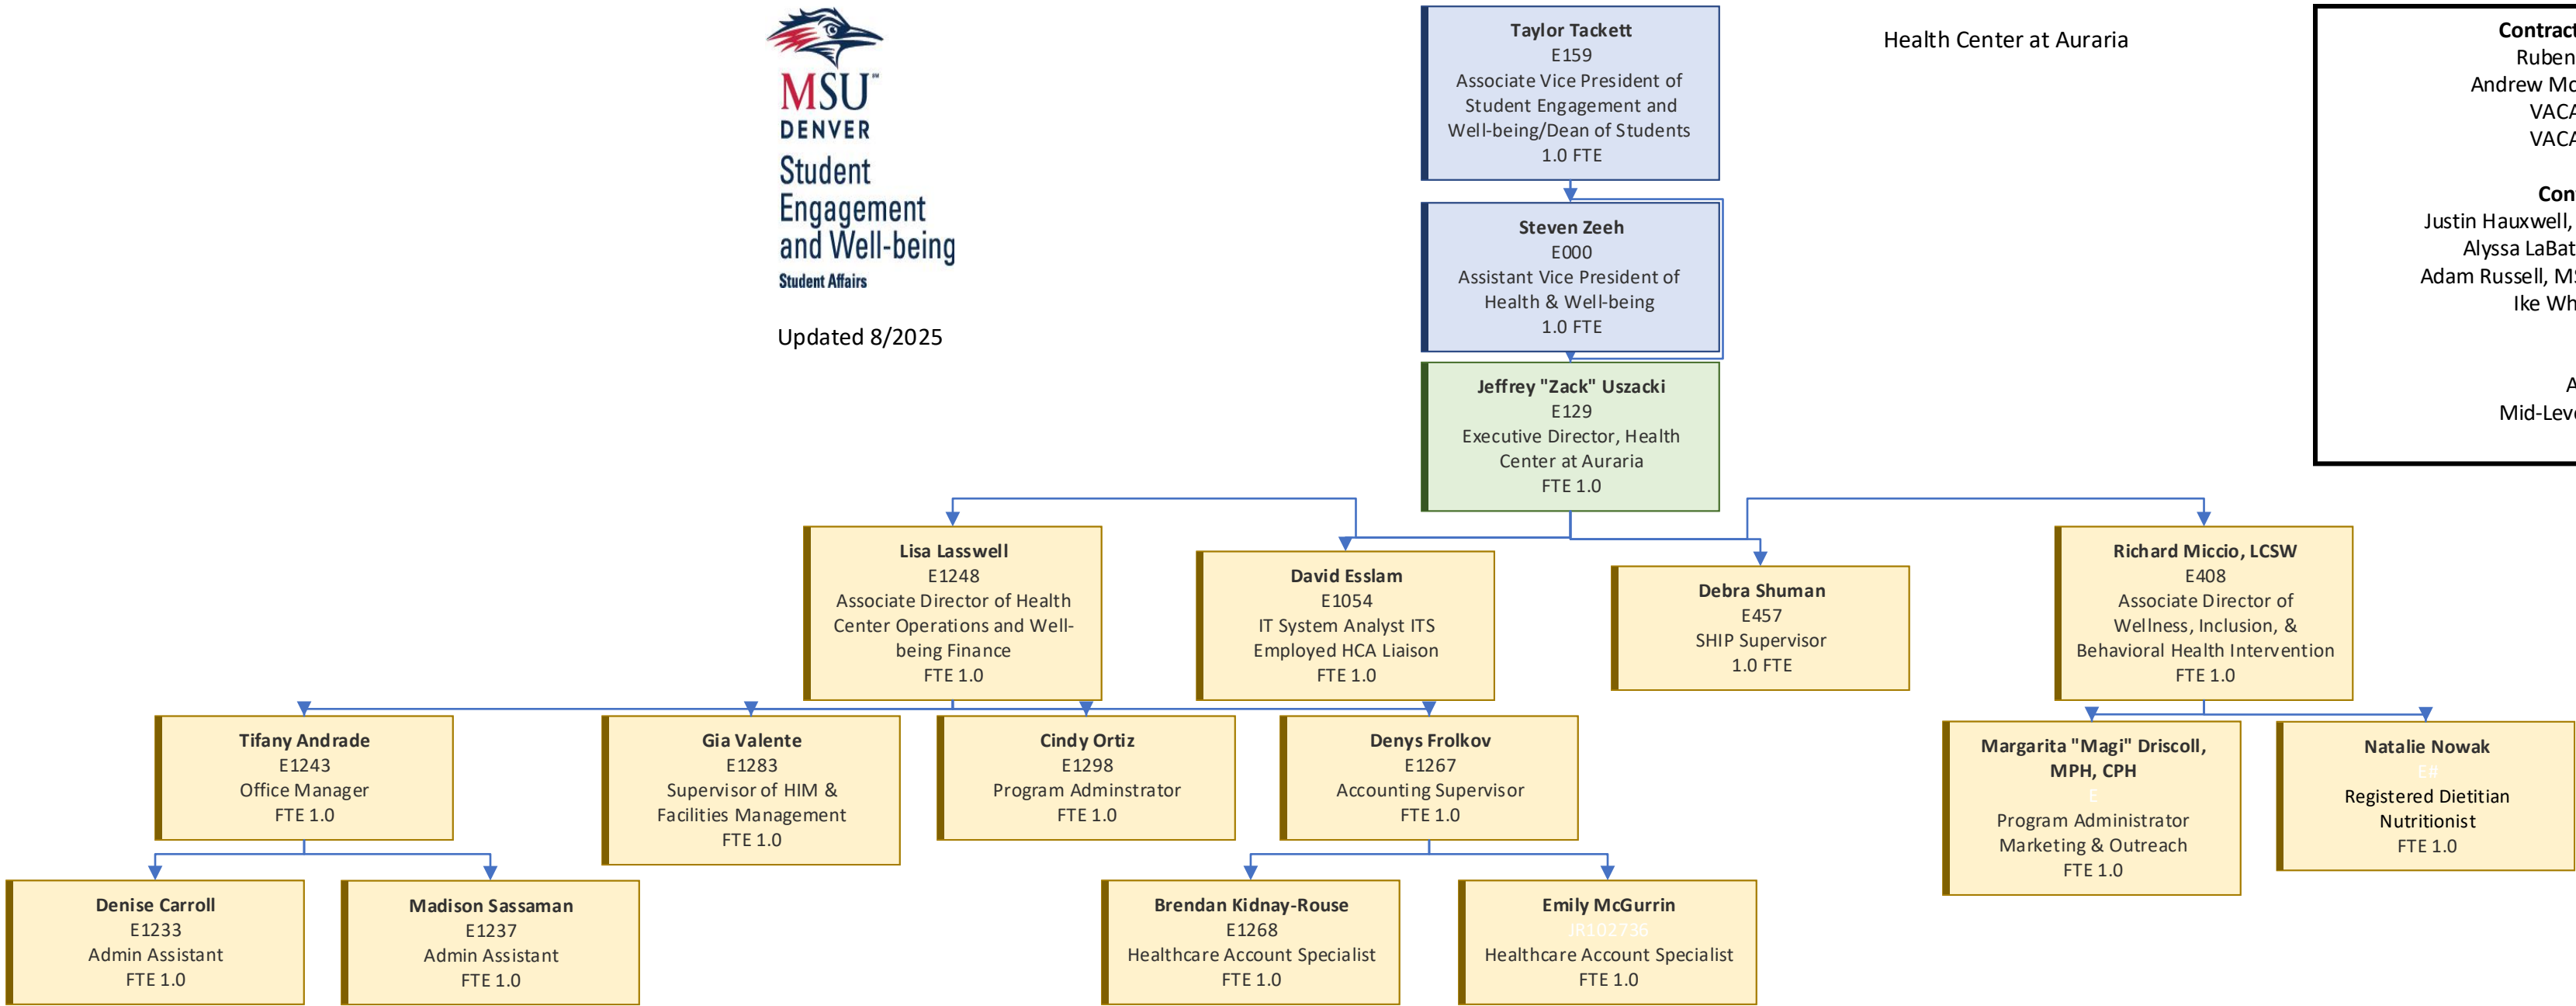 MSU
DENVER
Student
Engagement
and Well-being
Student Affairs
Updated 8/2025
Taylor Tackett
E159
Associate Vice President of
Student Engagement and
Well-being/Dean of Students
1.0 FTE
Health Center at Auraria
Ruben
Andrew
Justin Hauxwell,
Alyssa
Adam Russell,
Ike
Steven Zeeh
E000
Assistant Vice President of
Health & Well-being
1.0 FTE
Jeffrey "Zack" Uszacki
E129
Executive Director, Health
Center at Auraria
FTE 1.0
Lisa Lasswell
E1248
Associate Director of Health
Center Operations and Well-
being Finance
FTE 1.0
David Esslam
E1054
IT System Analyst ITS
Employed HCA Liaison
FTE 1.0
Debra Shuman
E457
SHIP Supervisor
1.0 FTE
Richard Miccio, LCSW
E408
Associate Director of
Wellness, Inclusion, &
Behavioral Health Intervention
FTE 1.0
Tifany Andrade
E1243
Office Manager
FTE 1.0
Gia Valente
E1283
Supervisor of HIM &
Facilities Management
FTE 1.0
Cindy Ortiz
E1298
Program Adminstrator
FTE 1.0
Denys Frolkov
E1267
Accounting Supervisor
FTE 1.0
Margarita "Magi" Driscoll,
MPH, CPH
E
Program Administrator
Marketing & Outreach
FTE 1.0
Natalie Nowak
E#
Registered Dietitian
Nutritionist
FTE 1.0
Denise Carroll
E1233
Admin Assistant
FTE 1.0
Madison Sassaman
E1237
Admin Assistant
FTE 1.0
Brendan Kidnay-Rouse
E1268
Healthcare Account Specialist
FTE 1.0
Emily McGurrin
JR102736
Healthcare Account Specialist
FTE 1.0